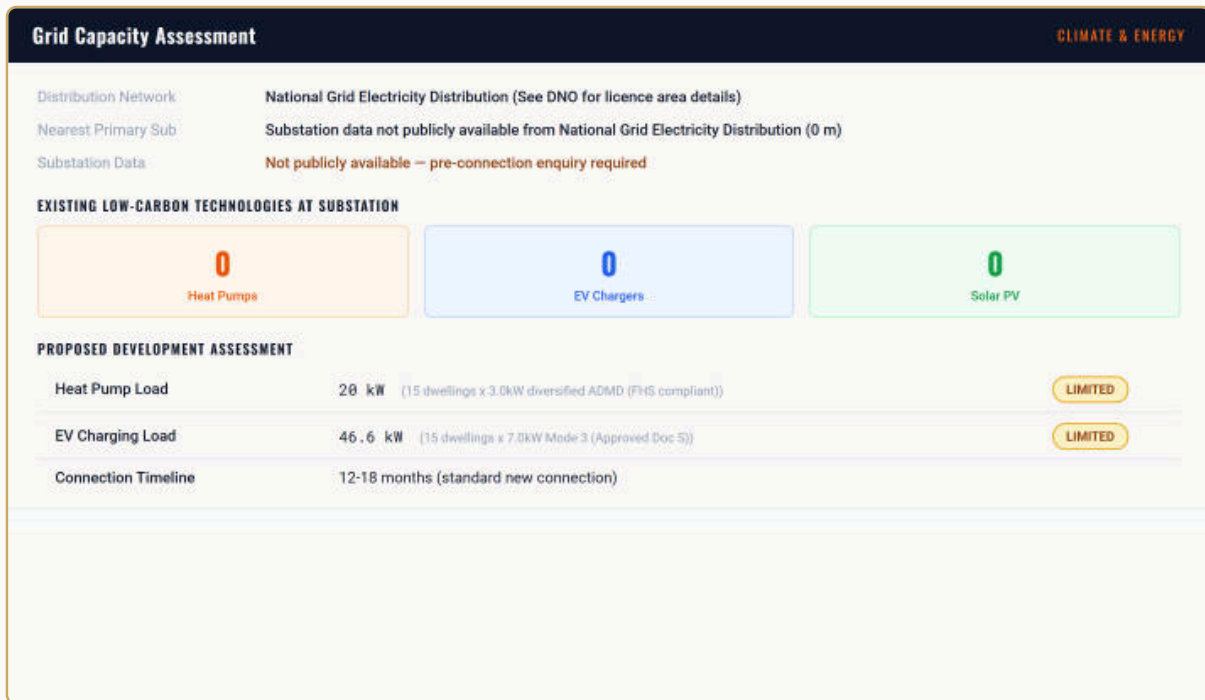 Grid Capacity Assessment
CLIMATE & ENERGY
Distribution Network National Grid Electricity Distribution (See DNO for licence area details)
Nearest Primary Sub Substation data not publicly available from National Grid Electricity Distribution (0 m)
Substation Data Not publicly available — pre-connection enquiry required
EXISTING LOW-CARBON TECHNOLOGIES AT SUBSTATION
0 0 0
Heat Pumps EV Chargers Solar PV
PROPOSED DEVELOPMENT ASSESSMENT
Heat Pump Load 20 kW (15 dwellings x 3.0kW diversified ADMD (FHS compliant)) LIMITED
EV Charging Load 46.6 kW (15 dwellings x 7.0kW Mode 3 (Approved Doc S)) LIMITED
Connection Timeline 12-18 months (standard new connection)